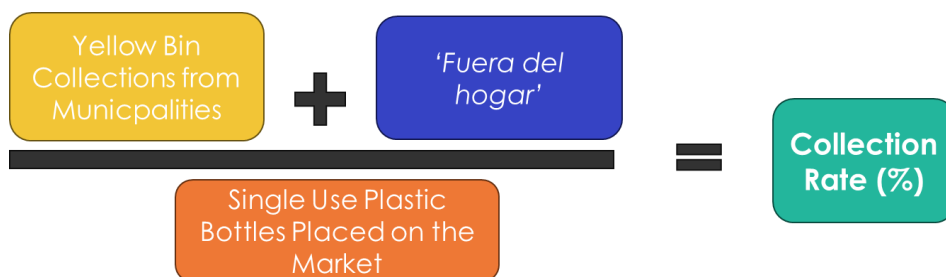 Yellow Bin
Collections from
Municpalities
+
'Fuera del
hogar'
=
Collection
Rate (%)
Single Use Plastic
Bottles Placed on the
Market